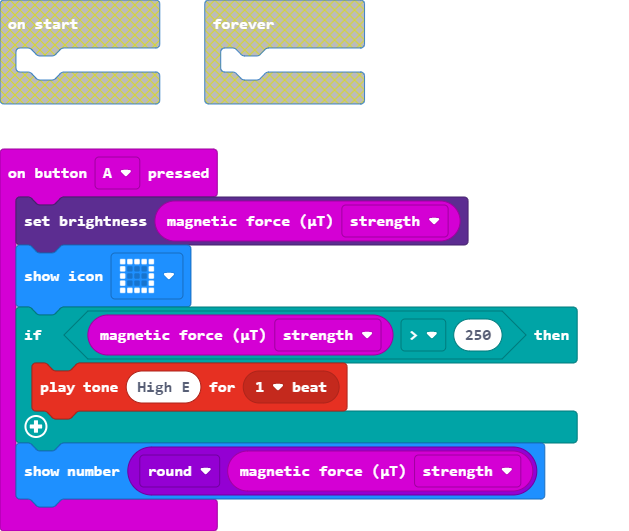 on start
forever
on button A pressed
set brightness magnetic force (µT) strength
show icon
if magnetic force (µT) strength > 250 then
play tone High E for 1 beat
show number round magnetic force (µT) strength